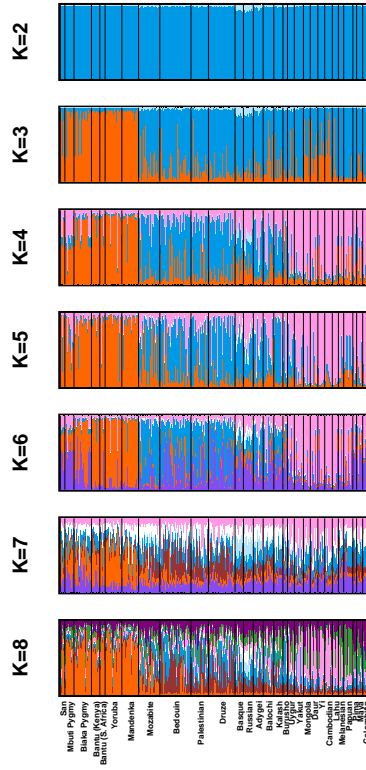 K=2
K=3
K=4
K=5
K=6
K=7
K=8
San
Mbuti Pygmy
Biaka Pygmy
Bantu (Kenya)
Bantu (S. Africa)
Yoruba
Mandenka
Mozabite
Bedouin
Palestinian
Druze
Basque
Russian
Adygei
Balochi
Kalash
Burusho
Uygur
Yakut
Mongola
Daur
Yi
Cambodian
Lahu
Melanesian
Papuan
Maya